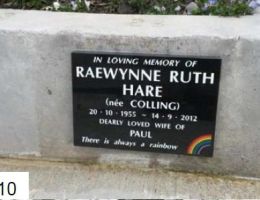 IN LOVING MEMORY OF
RAEWYNNE RUTH
HARE
(née COLLING)
20 · 10 · 1955 ~ 14 · 9 · 2012
DEARLY LOVED WIFE OF
PAUL
There is always a rainbow
10